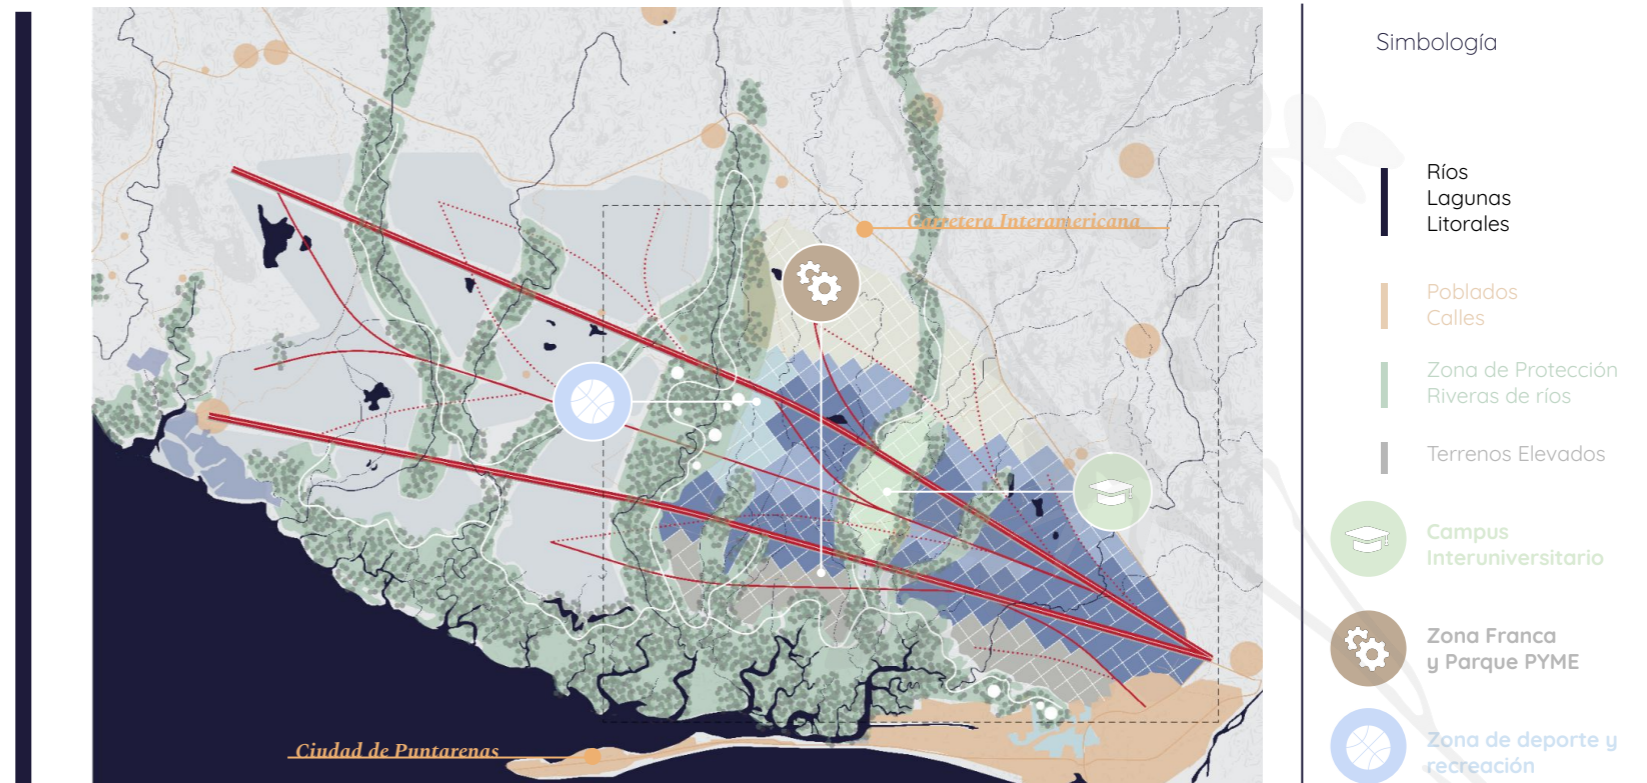 Simbología
Carretera Interamericana
Ciudad de Puntarenas
Ríos
Lagunas
Litorales
Poblados
Calles
Zona de Protección
Riveras de ríos
Terrenos Elevados
Campus
Interuniversitario
Zona Franca
y Parque PYME
Zona de deporte y
recreación